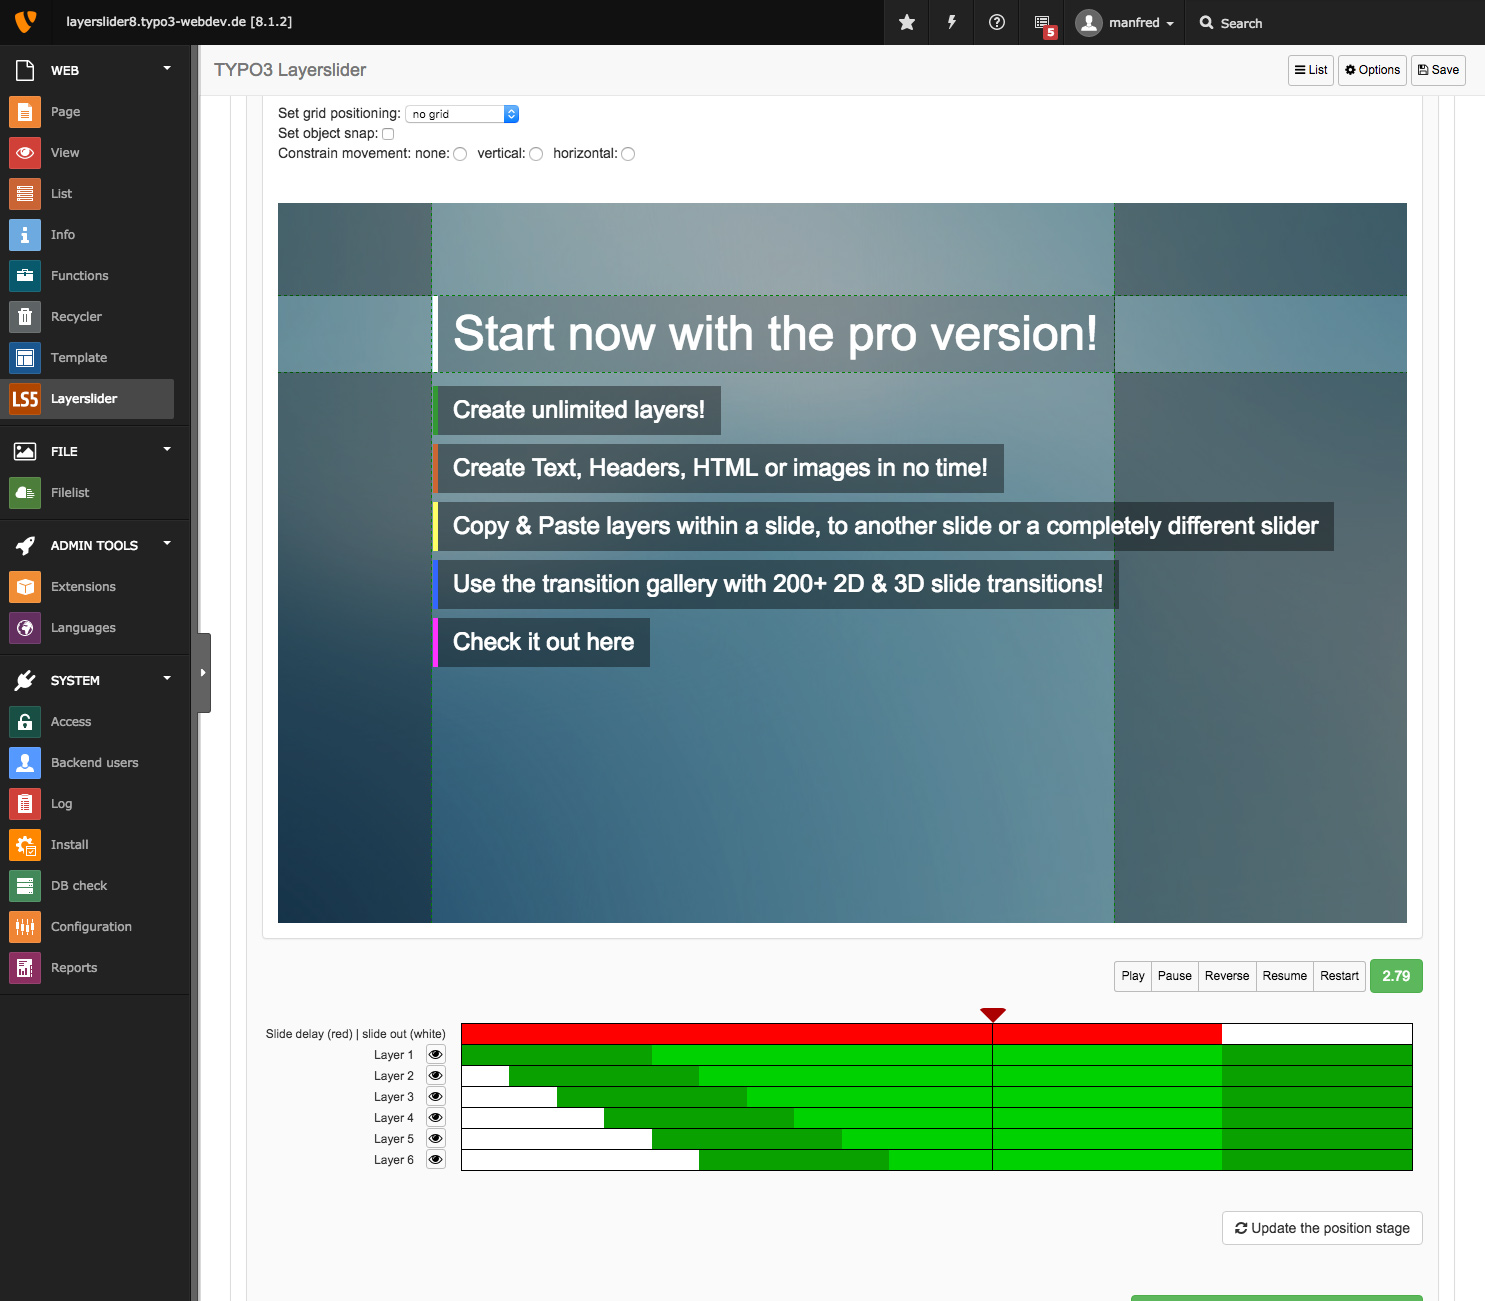 layerslider8.typo3-webdev.de [8.1.2]
5
manfred
Search
WEB
Page
View
List
Info
Functions
Recycler
Template
LS5 Layerslider
FILE
Filelist
ADMIN TOOLS
Extensions
Languages
SYSTEM
Access
Backend users
Log
Install
DB check
Configuration
Reports
TYPO3 Layerslider
List Options Save
Set grid positioning: no grid
Set object snap:
Constrain movement: none: vertical: horizontal:
Start now with the pro version!
Create unlimited layers!
Create Text, Headers, HTML or images in no time!
Copy & Paste layers within a slide, to another slide or a completely different slider
Use the transition gallery with 200+ 2D & 3D slide transitions!
Check it out here
Play Pause Reverse Resume Restart 2.79
Slide delay (red) | slide out (white)
Layer 1
Layer 2
Layer 3
Layer 4
Layer 5
Layer 6
Update the position stage